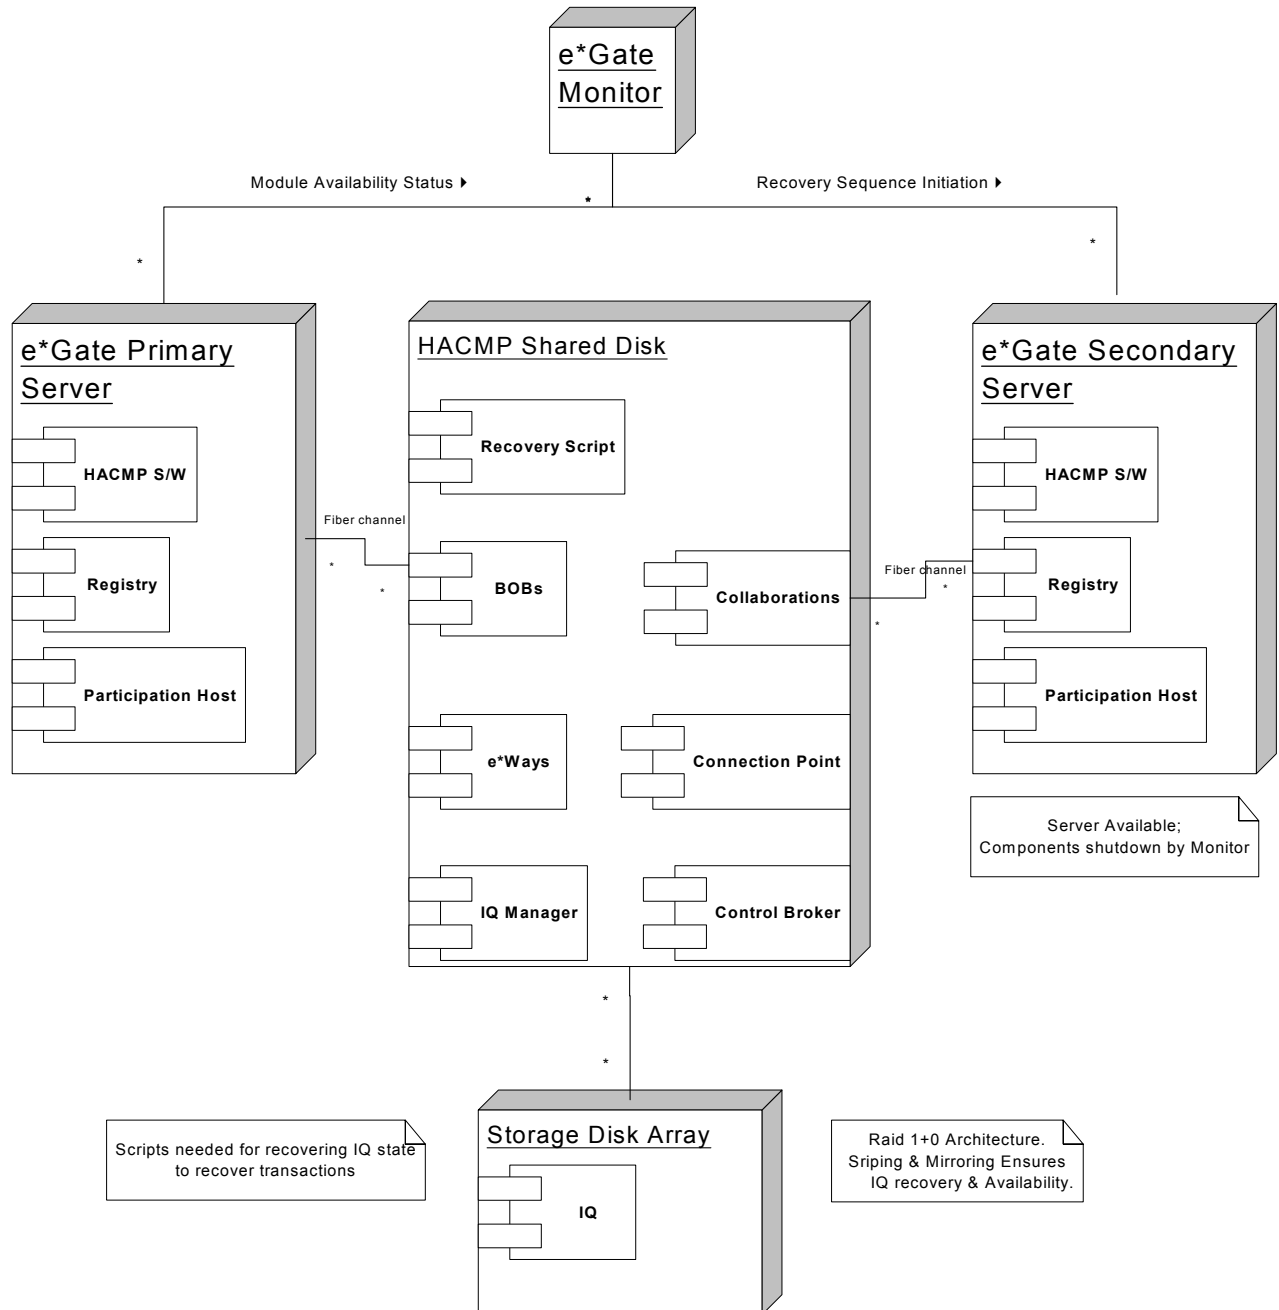 e*Gate
Monitor
Module Availability Status
Recovery Sequence Initiation
*
*
*
e*Gate Primary
Server
HACMP S/W
Registry
Participation Host
Fiber channel
*
*
HACMP Shared Disk
Recovery Script
BOBs
Collaborations
e*Ways
Connection Point
IQ Manager
Control Broker
Fiber channel
*
*
e*Gate Secondary
Server
HACMP S/W
Registry
Participation Host
Server Available;
Components shutdown by Monitor
*
*
Scripts needed for recovering IQ state
to recover transactions
Storage Disk Array
IQ
Raid 1+0 Architecture.
Sriping & Mirroring Ensures
IQ recovery & Availability.